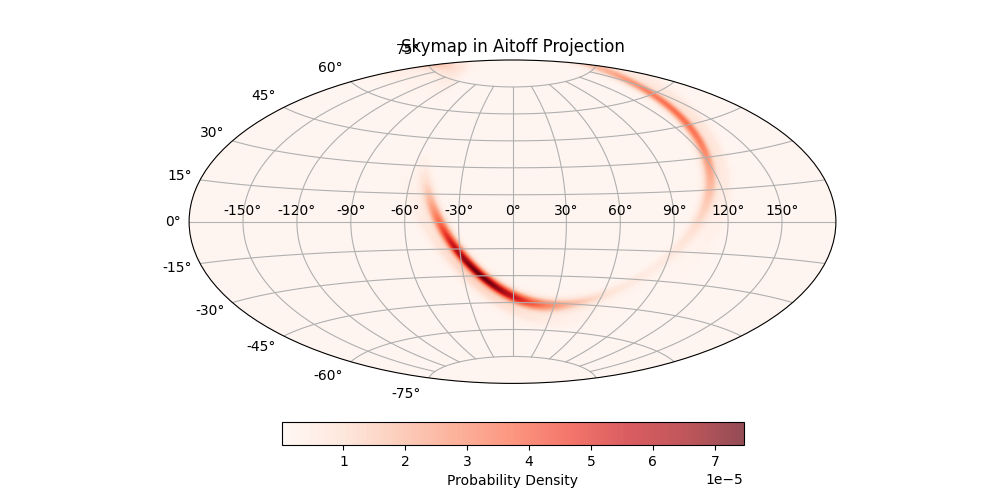 Skymap in Aitoff Projection
75°
60°
45°
30°
15°
-150° -120° -90° -60° -30° 0° 30° 60° 90° 120° 150°
0°
-15°
-30°
-45°
-60°
-75°
1 2 3 4 5 6 7
1e−5
Probability Density